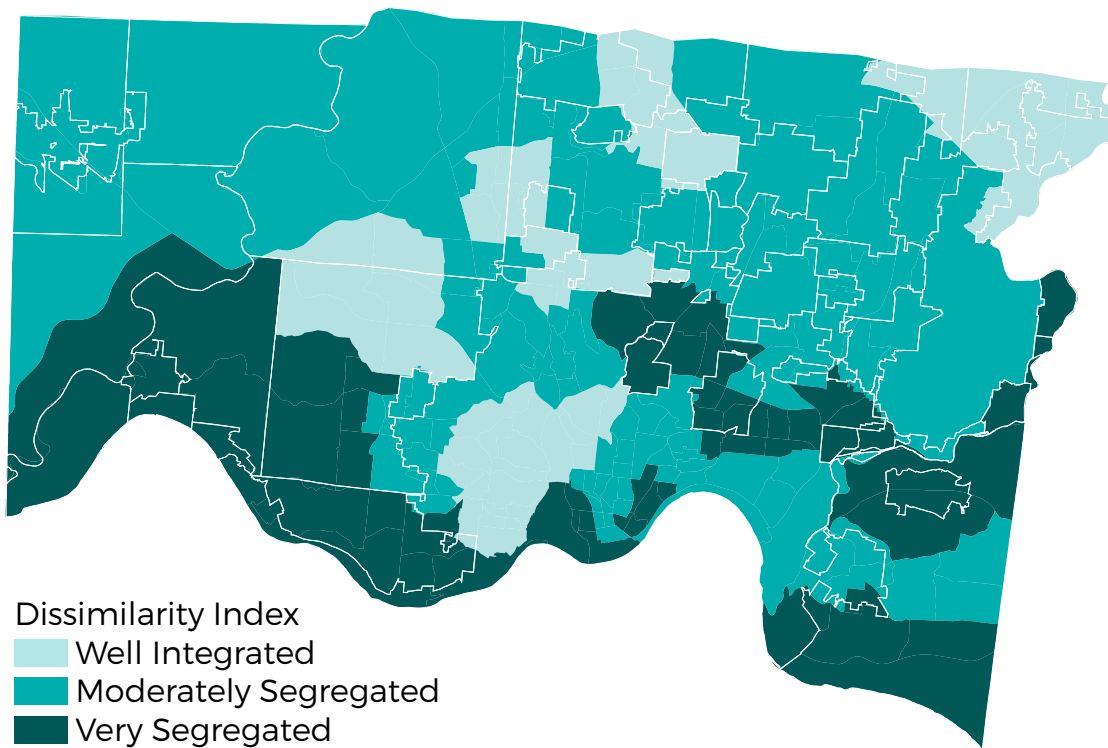 Dissimilarity Index
Well Integrated
Moderately Segregated
Very Segregated